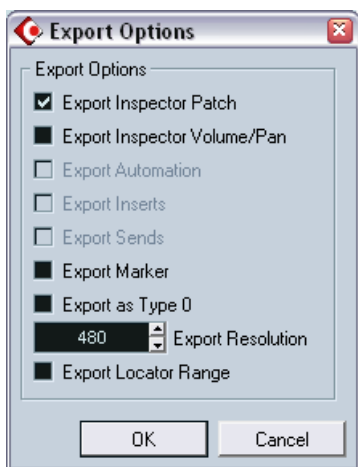 Export Options
Export Options
Export Inspector Patch
Export Inspector Volume/Pan
Export Automation
Export Inserts
Export Sends
Export Marker
Export as Type 0
480 Export Resolution
Export Locator Range
OK Cancel